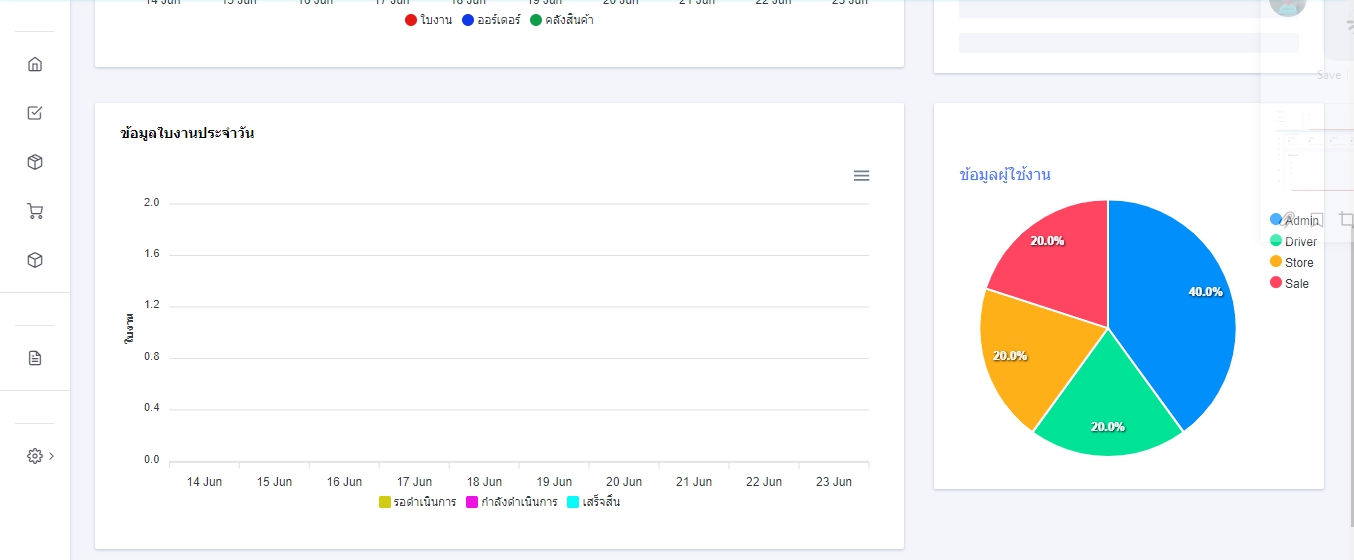 14 Jun 15 Jun 16 Jun 17 Jun 18 Jun 19 Jun 20 Jun 21 Jun 22 Jun 23 Jun
ใบงาน ออร์เดอร์ คลังสินค้า
Save
ข้อมูลใบงานประจำวัน
2.0
1.6
1.2
0.8
0.4
0.0
ใบงาน
14 Jun 15 Jun 16 Jun 17 Jun 18 Jun 19 Jun 20 Jun 21 Jun 22 Jun 23 Jun
รอดำเนินการ กำลังดำเนินการ เสร็จสิ้น
ข้อมูลผู้ใช้งาน
20.0%
40.0%
20.0%
20.0%
Admin
Driver
Store
Sale